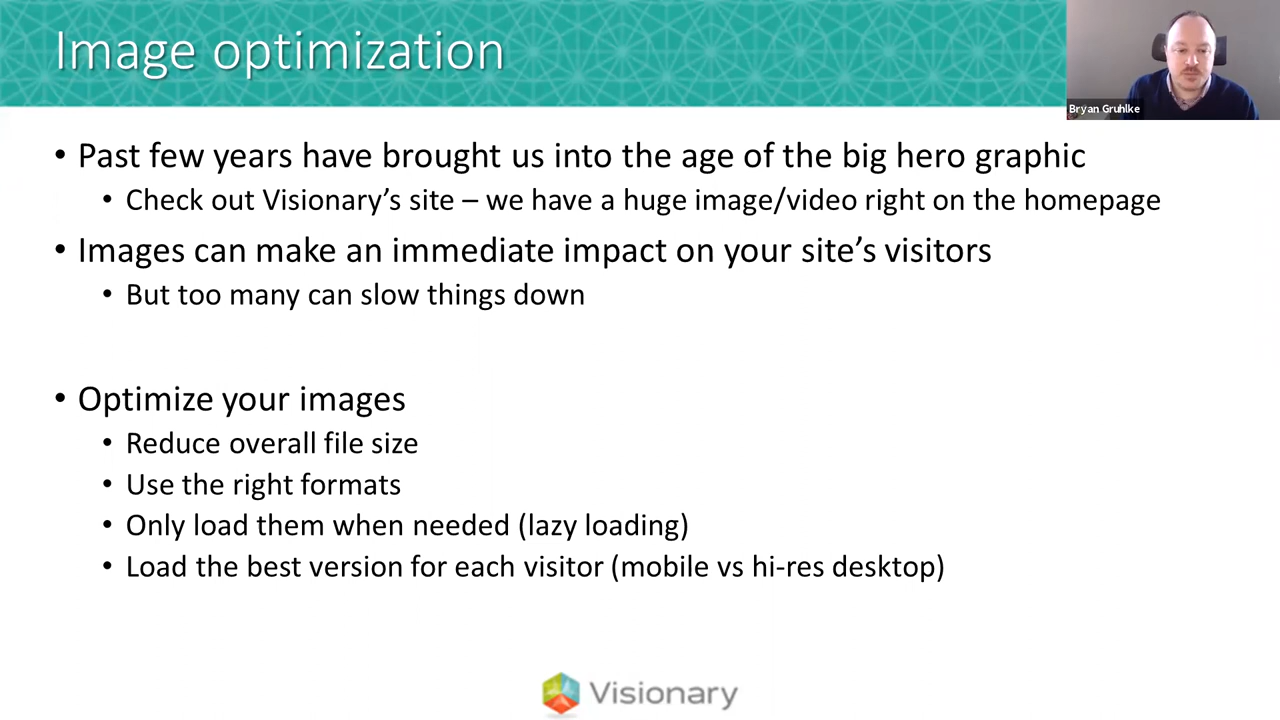 Image optimization
Bryan Gruhlke
• Past few years have brought us into the age of the big hero graphic
• Check out Visionary’s site – we have a huge image/video right on the homepage
• Images can make an immediate impact on your site’s visitors
• But too many can slow things down
• Optimize your images
• Reduce overall file size
• Use the right formats
• Only load them when needed (lazy loading)
• Load the best version for each visitor (mobile vs hi-res desktop)
Visionary